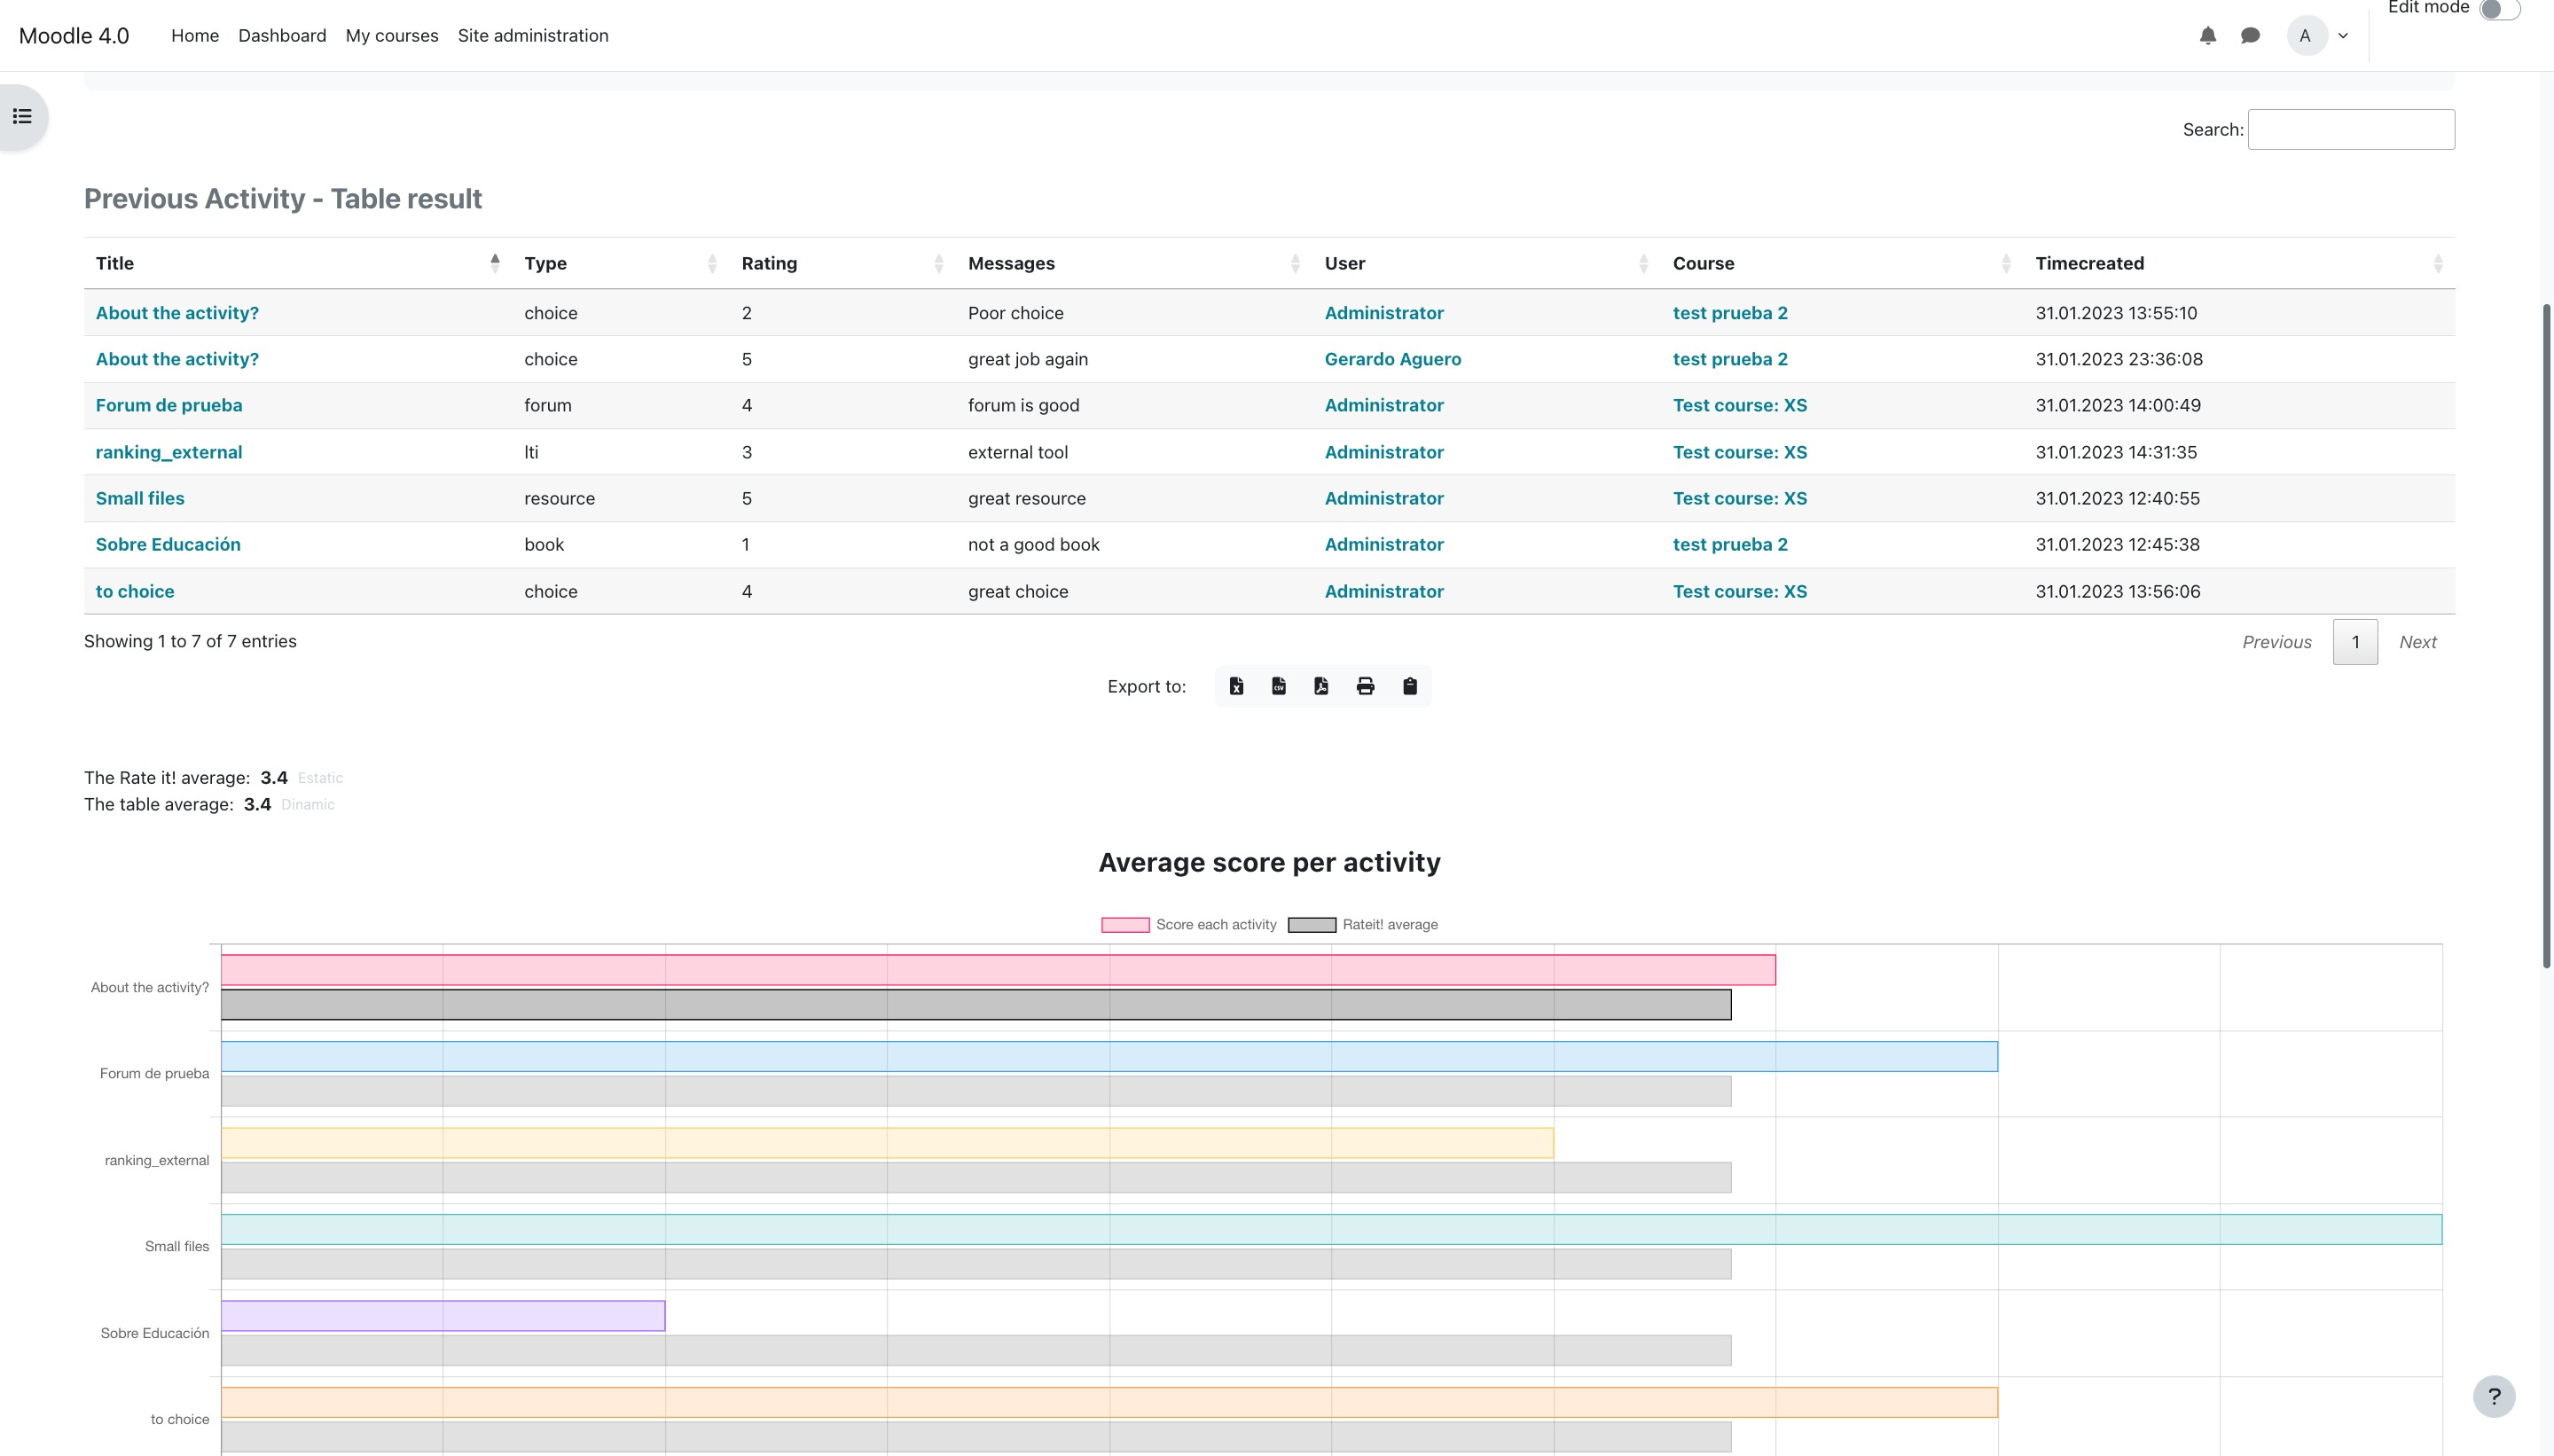 Moodle 4.0 Home Dashboard My courses Site administration A Edit mode
Search:
Previous Activity - Table result
Title Type Rating Messages User Course Timecreated
About the activity? choice 2 Poor choice Administrator test prueba 2 31.01.2023 13:55:10
About the activity? choice 5 great job again Gerardo Aguero test prueba 2 31.01.2023 23:36:08
Forum de prueba forum 4 forum is good Administrator Test course: XS 31.01.2023 14:00:49
ranking_external lti 3 external tool Administrator Test course: XS 31.01.2023 14:31:35
Small files resource 5 great resource Administrator Test course: XS 31.01.2023 12:40:55
Sobre Educación book 1 not a good book Administrator test prueba 2 31.01.2023 12:45:38
to choice choice 4 great choice Administrator Test course: XS 31.01.2023 13:56:06
Showing 1 to 7 of 7 entries Previous 1 Next
Export to: X CSV
The Rate it! average: 3.4 Estatic
The table average: 3.4 Dinamic
Average score per activity
Score each activity Rateit! average
About the activity?
Forum de prueba
ranking_external
Small files
Sobre Educación
to choice
?